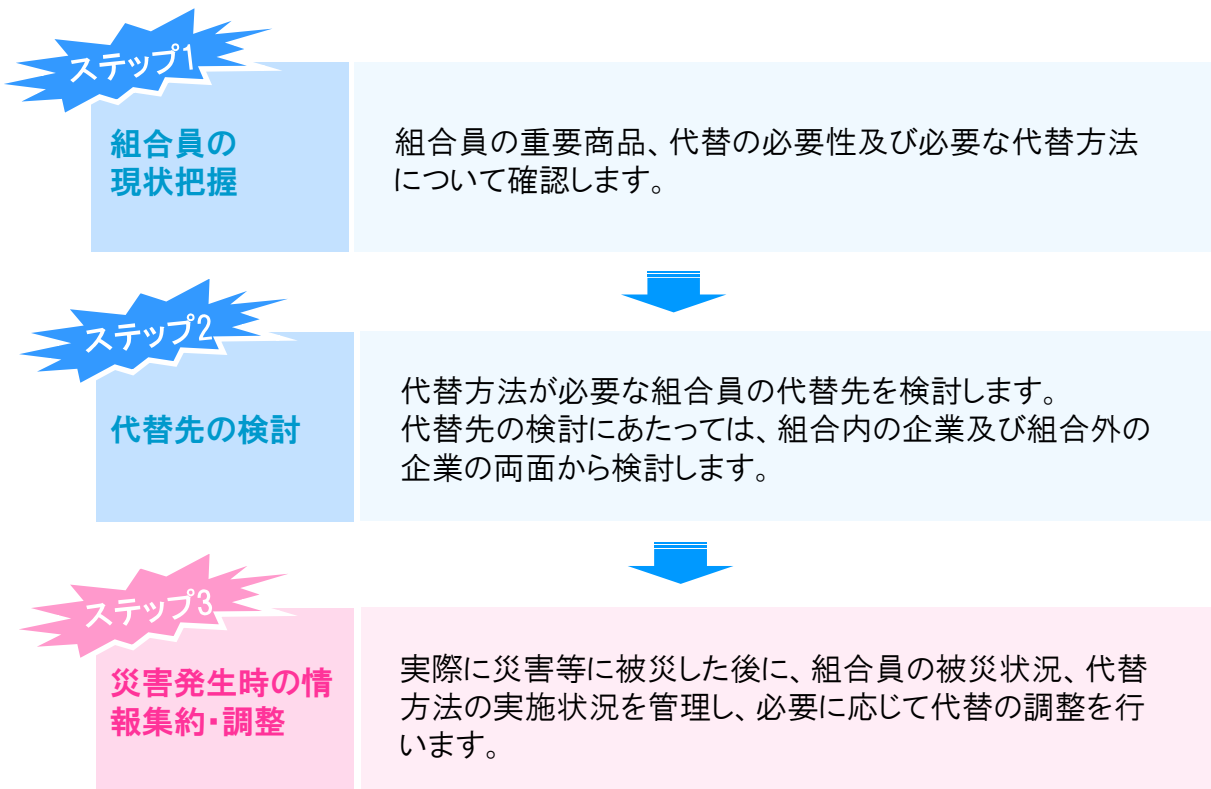 ステップ1
組合員の
現状把握
組合員の重要商品、代替の必要性及び必要な代替方法
について確認します。
ステップ2
代替先の検討
代替方法が必要な組合員の代替先を検討します。
代替先の検討にあたっては、組合内の企業及び組合外の
企業の両面から検討します。
ステップ3
災害発生時の情
報集約・調整
実際に災害等に被災した後に、組合員の被災状況、代替
方法の実施状況を管理し、必要に応じて代替の調整を行
います。